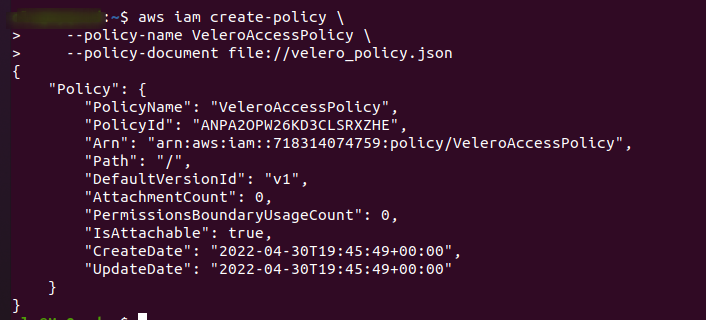 :~$ aws iam create-policy \
>     --policy-name VeleroAccessPolicy \
>     --policy-document file://velero_policy.json
{
    "Policy": {
        "PolicyName": "VeleroAccessPolicy",
        "PolicyId": "ANPA2OPW26KD3CLSRXZHE",
        "Arn": "arn:aws:iam::718314074759:policy/VeleroAccessPolicy",
        "Path": "/",
        "DefaultVersionId": "v1",
        "AttachmentCount": 0,
        "PermissionsBoundaryUsageCount": 0,
        "IsAttachable": true,
        "CreateDate": "2022-04-30T19:45:49+00:00",
        "UpdateDate": "2022-04-30T19:45:49+00:00"
    }
}